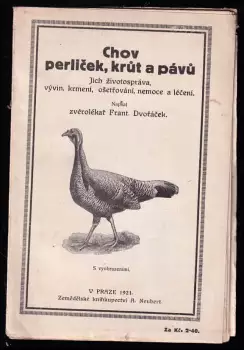 Chov
perliček, krůt a pávů
Jich životospráva,
vývin, krmení, ošetřování, nemoce a léčení.
Napsal
zvěrolékař Frant. Dvořáček.
S vyobrazeními.
V PRAZE 1921.
Zemědělské knihkupectví A. Neubert.
Za Kč 2·40.